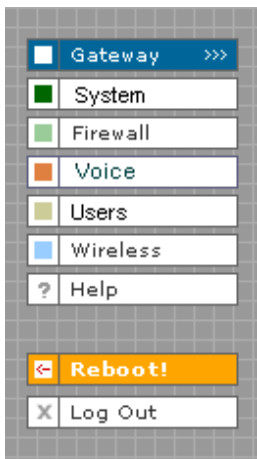 Gateway >>>
System
Firewall
Voice
Users
Wireless
? Help
Reboot!
X Log Out